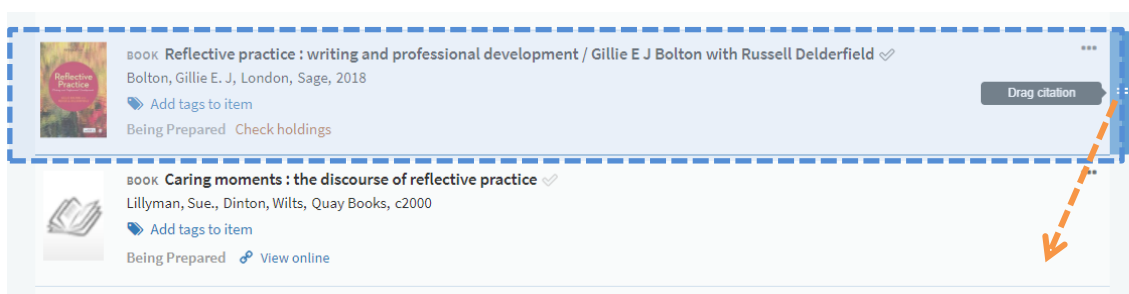 BOOK Reflective practice : writing and professional development / Gillie E J Bolton with Russell Delderfield
Bolton, Gillie E. J, London, Sage, 2018
Reflective
Practice
Add tags to item
Drag citation
Being Prepared Check holdings
BOOK Caring moments : the discourse of reflective practice
Lillyman, Sue., Dinton, Wilts, Quay Books, c2000
Add tags to item
Being Prepared View online